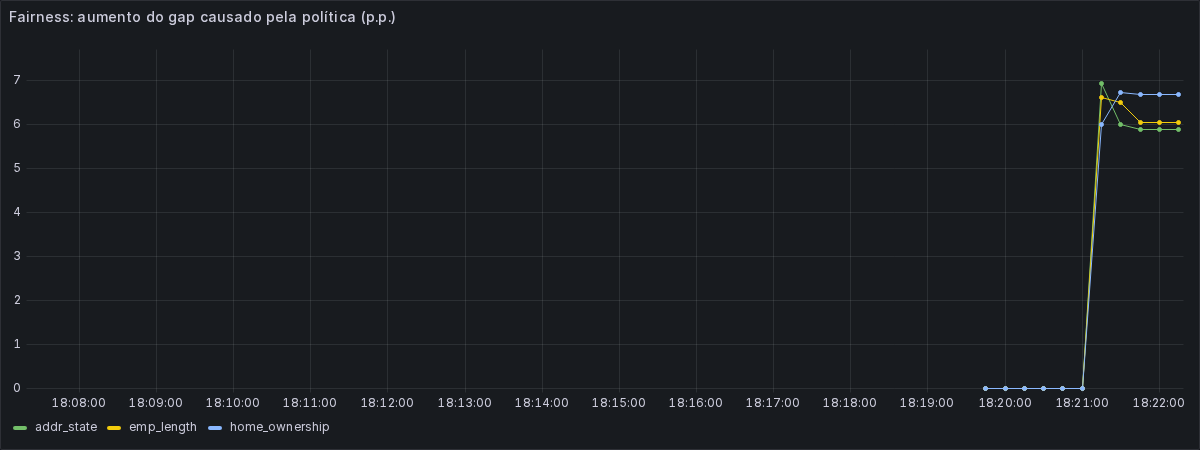 Fairness: aumento do gap causado pela política (p.p.)
7
6
5
4
3
2
1
0
18:08:00 18:09:00 18:10:00 18:11:00 18:12:00 18:13:00 18:14:00 18:15:00 18:16:00 18:17:00 18:18:00 18:19:00 18:20:00 18:21:00 18:22:00
addr_state emp_length home_ownership